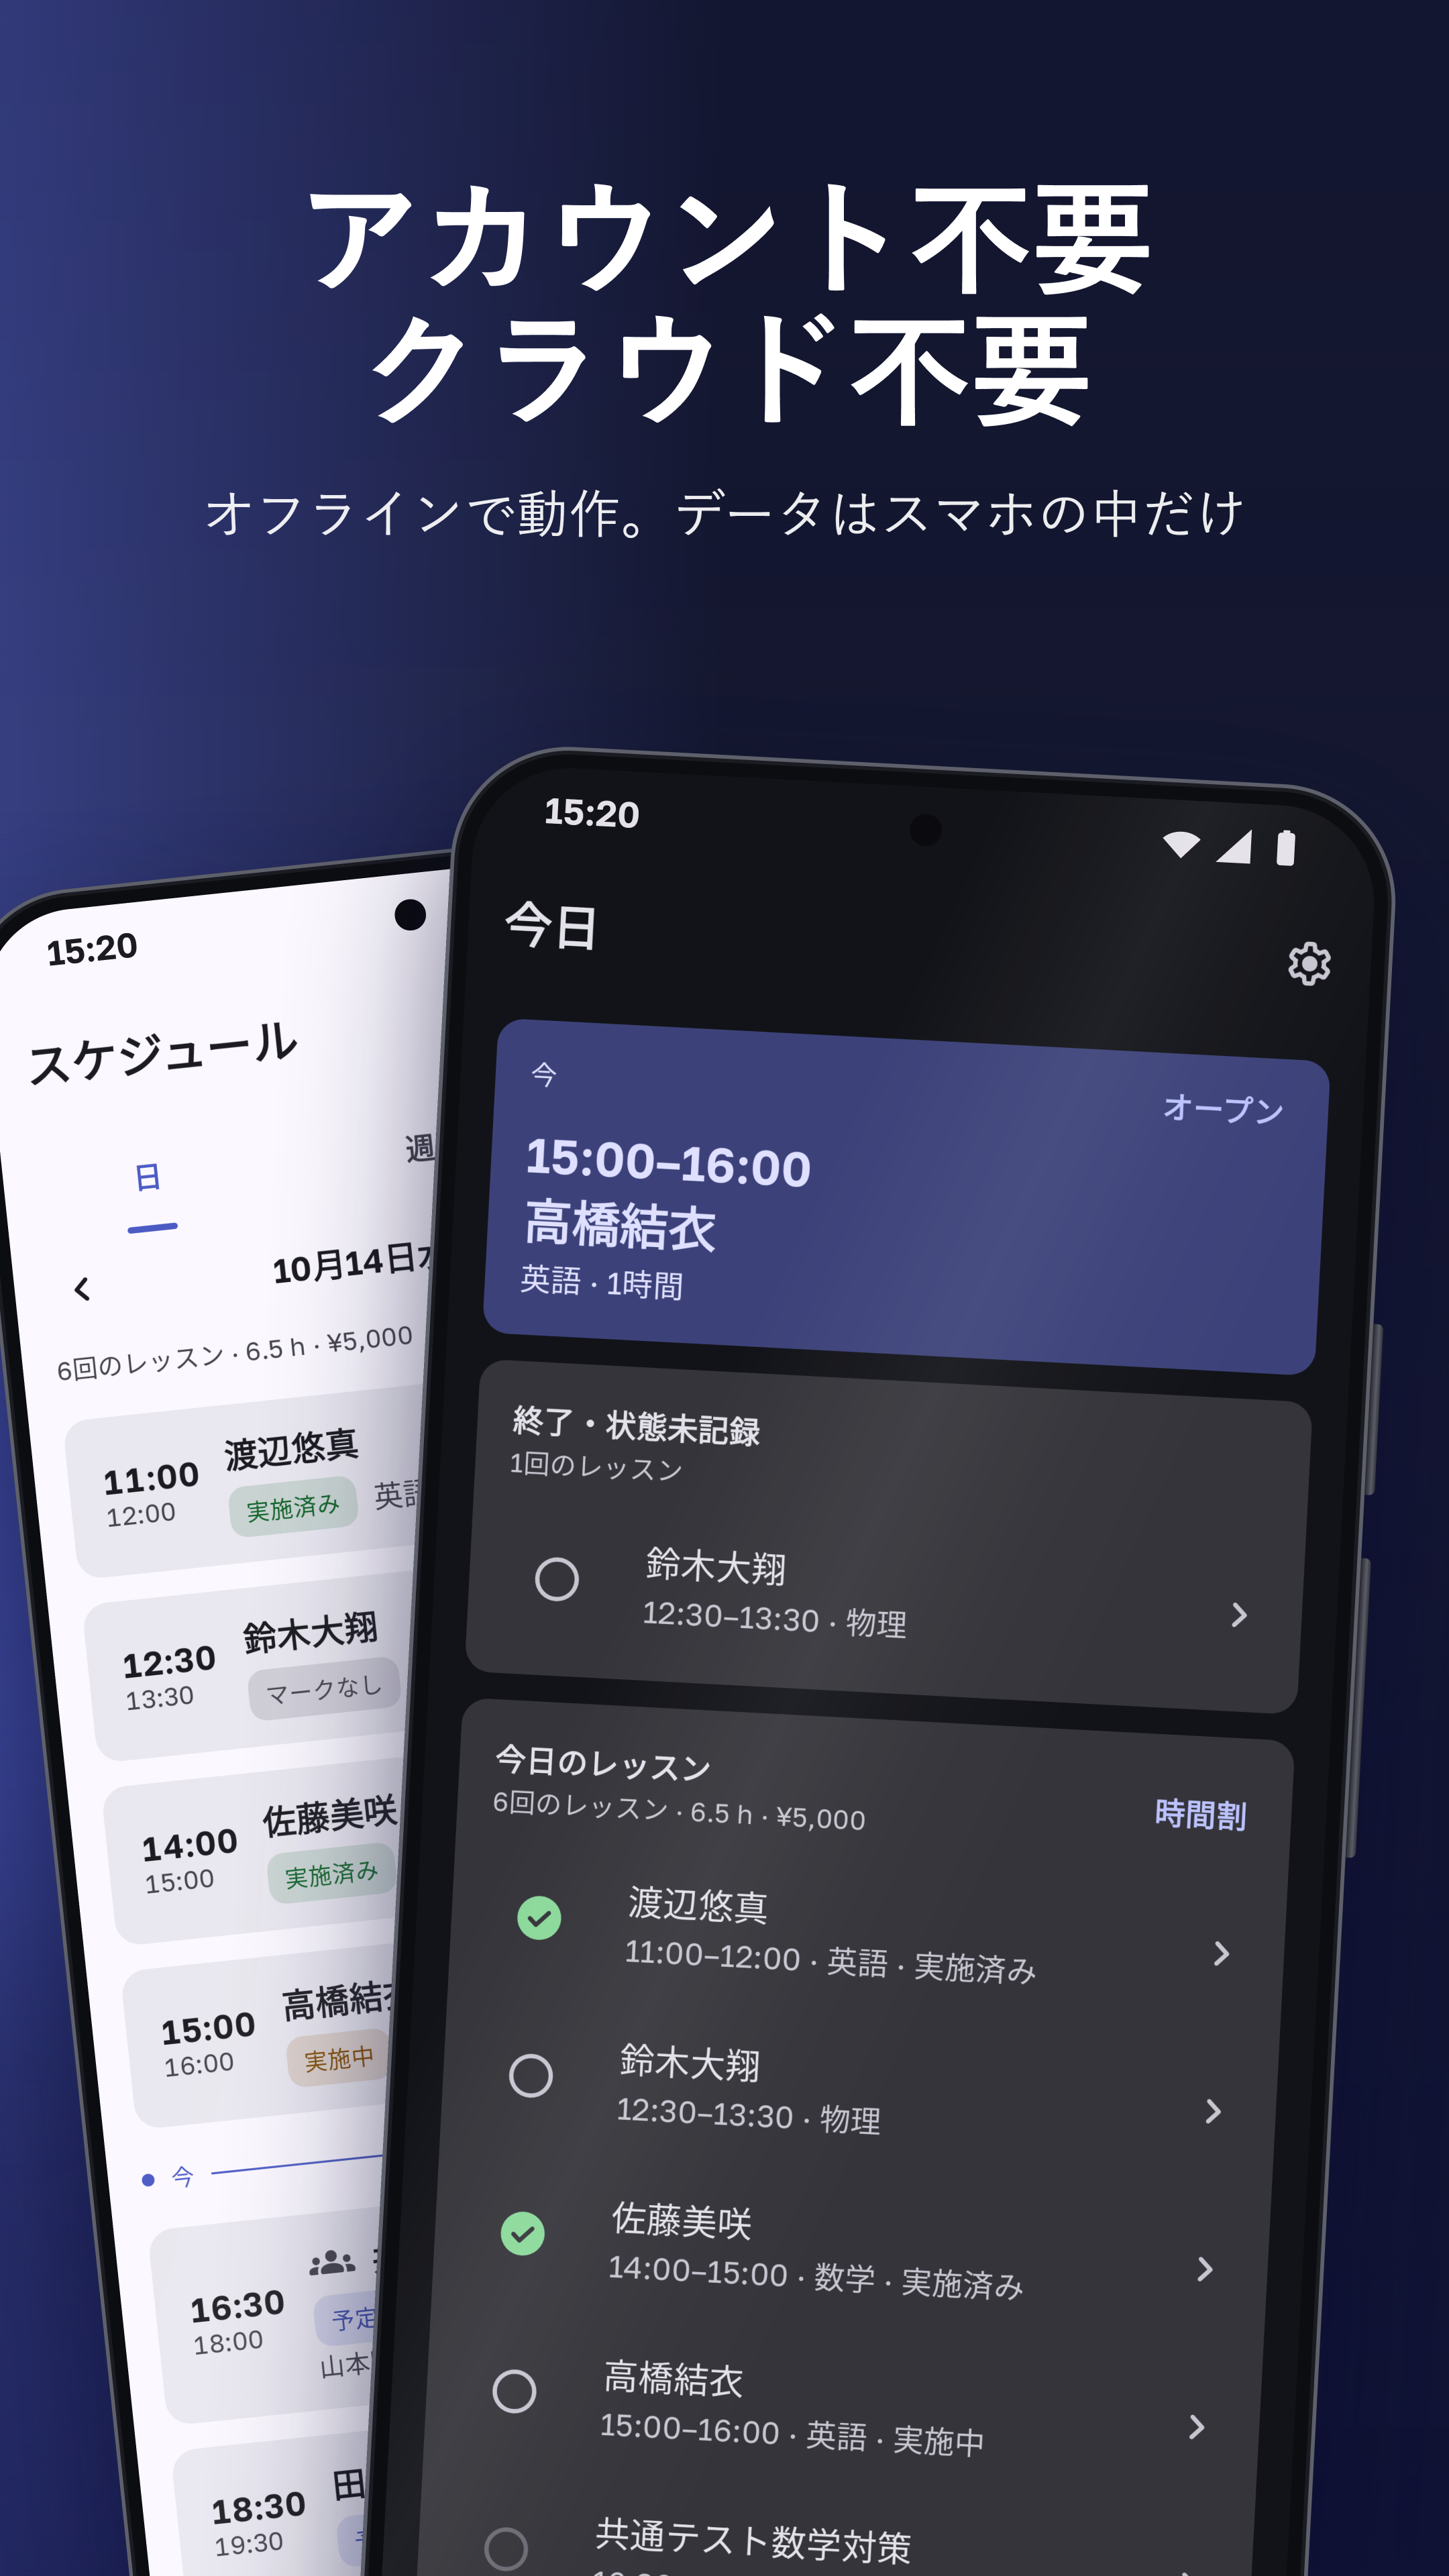 アカウント不要
クラウド不要
オフラインで動作。データはスマホの中だけ
15:20
スケジュール
日
週
10月14日
6回のレッスン · 6.5 h · ¥5,000
11:00
12:00
渡辺悠真
実施済み
英語
12:30
13:30
鈴木大翔
マークなし
14:00
15:00
佐藤美咲
実施済み
15:00
16:00
高橋結衣
実施中
今
16:30
18:00
予定
山本
18:30
19:30
田
15:20
今日
今
オープン
15:00–16:00
高橋結衣
英語 · 1時間
終了・状態未記録
1回のレッスン
鈴木大翔
12:30–13:30 · 物理
今日のレッスン
6回のレッスン · 6.5 h · ¥5,000
時間割
渡辺悠真
11:00–12:00 · 英語 · 実施済み
鈴木大翔
12:30–13:30 · 物理
佐藤美咲
14:00–15:00 · 数学 · 実施済み
高橋結衣
15:00–16:00 · 英語 · 実施中
共通テスト数学対策